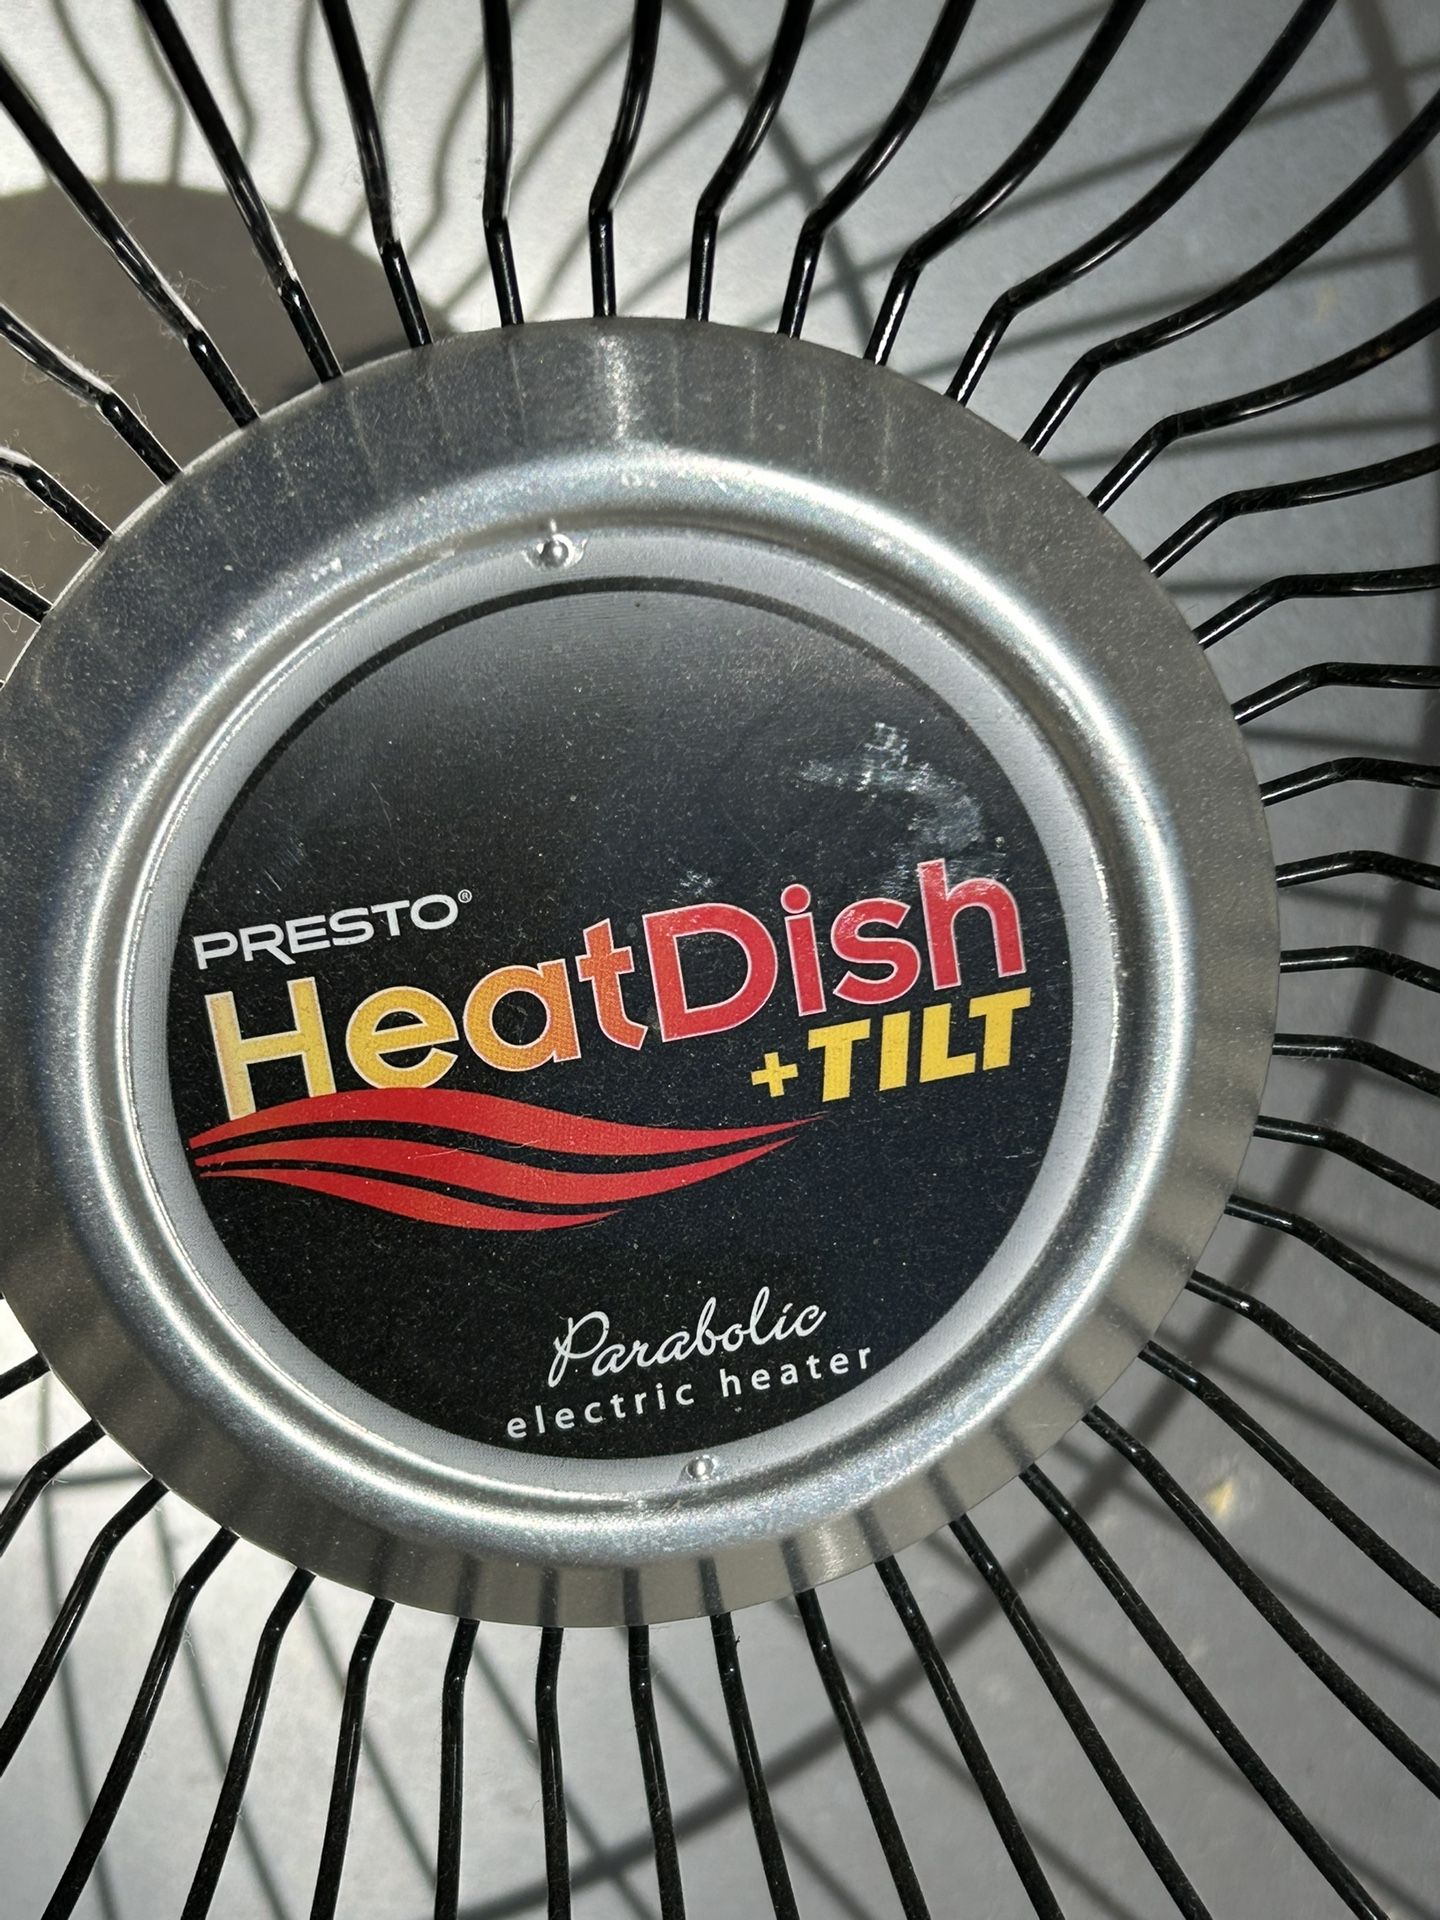 PRESTO®
HeatDish
+TILT
Parabolic
electric heater